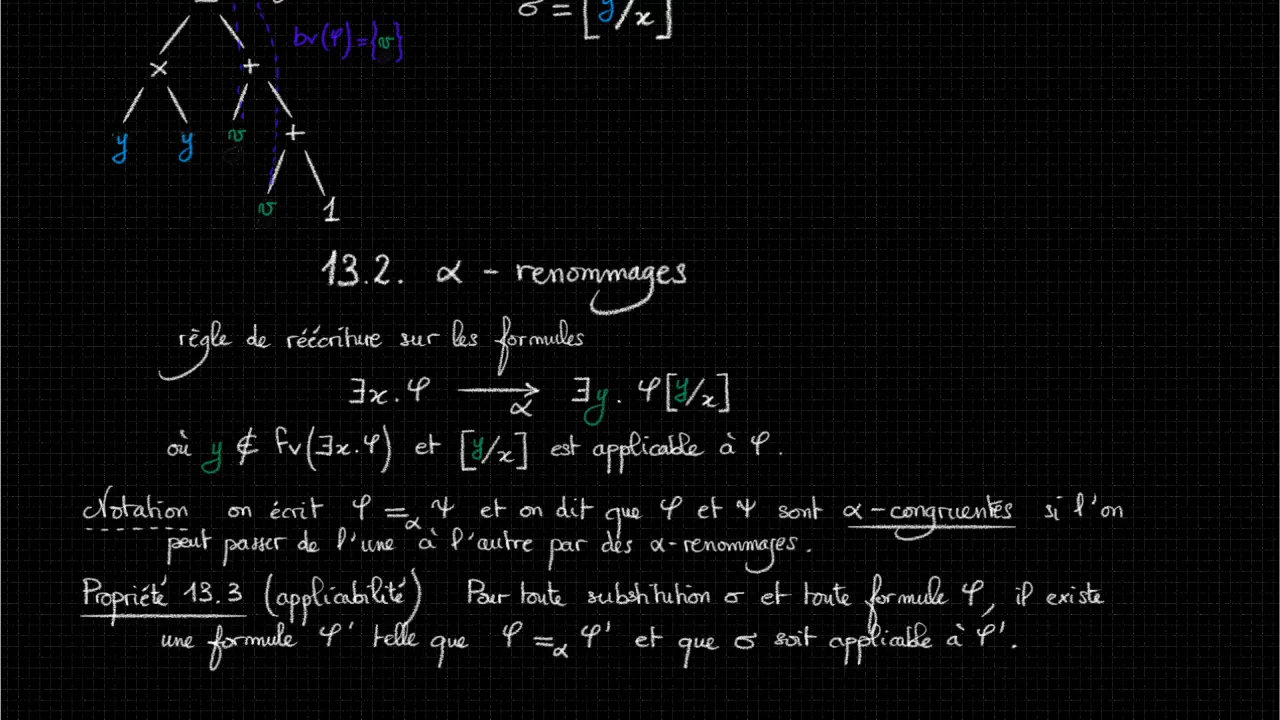 σ = [y/x]
bv(φ)={v}
× +
y y v +
v 1
13.2. α - renommages
règle de réécriture sur les formules
∃x.φ →α ∃y. φ[y/x]
où y ∉ fv(∃x.φ) et [y/x] est applicable à φ.
Notation on écrit φ =α ψ et on dit que φ et ψ sont α-congruentes si l'on
peut passer de l'une à l'autre par des α-renommages.
Propriété 13.3 (applicabilité) Pour toute substitution σ et toute formule φ, il existe
une formule φ' telle que φ =α φ' et que σ soit applicable à φ'.